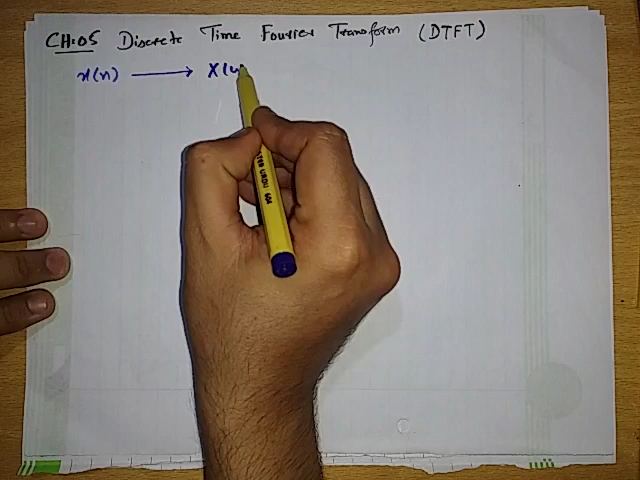 CH:05 Discrete Time Fourier Transform (DTFT)
x(n) → X(